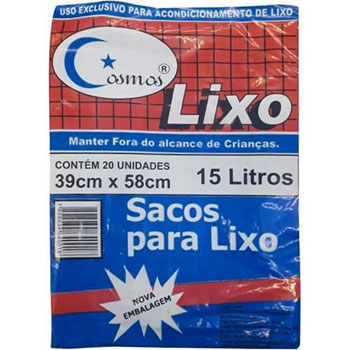 USO EXCLUSIVO PARA ACONDICIONAMENTO DE LIXO
Cosmos ®
Lixo
Manter Fora do alcance de Crianças.
CONTÉM 20 UNIDADES
39cm x 58cm
15 Litros
Sacos
para Lixo
NOVA
EMBALAGEM